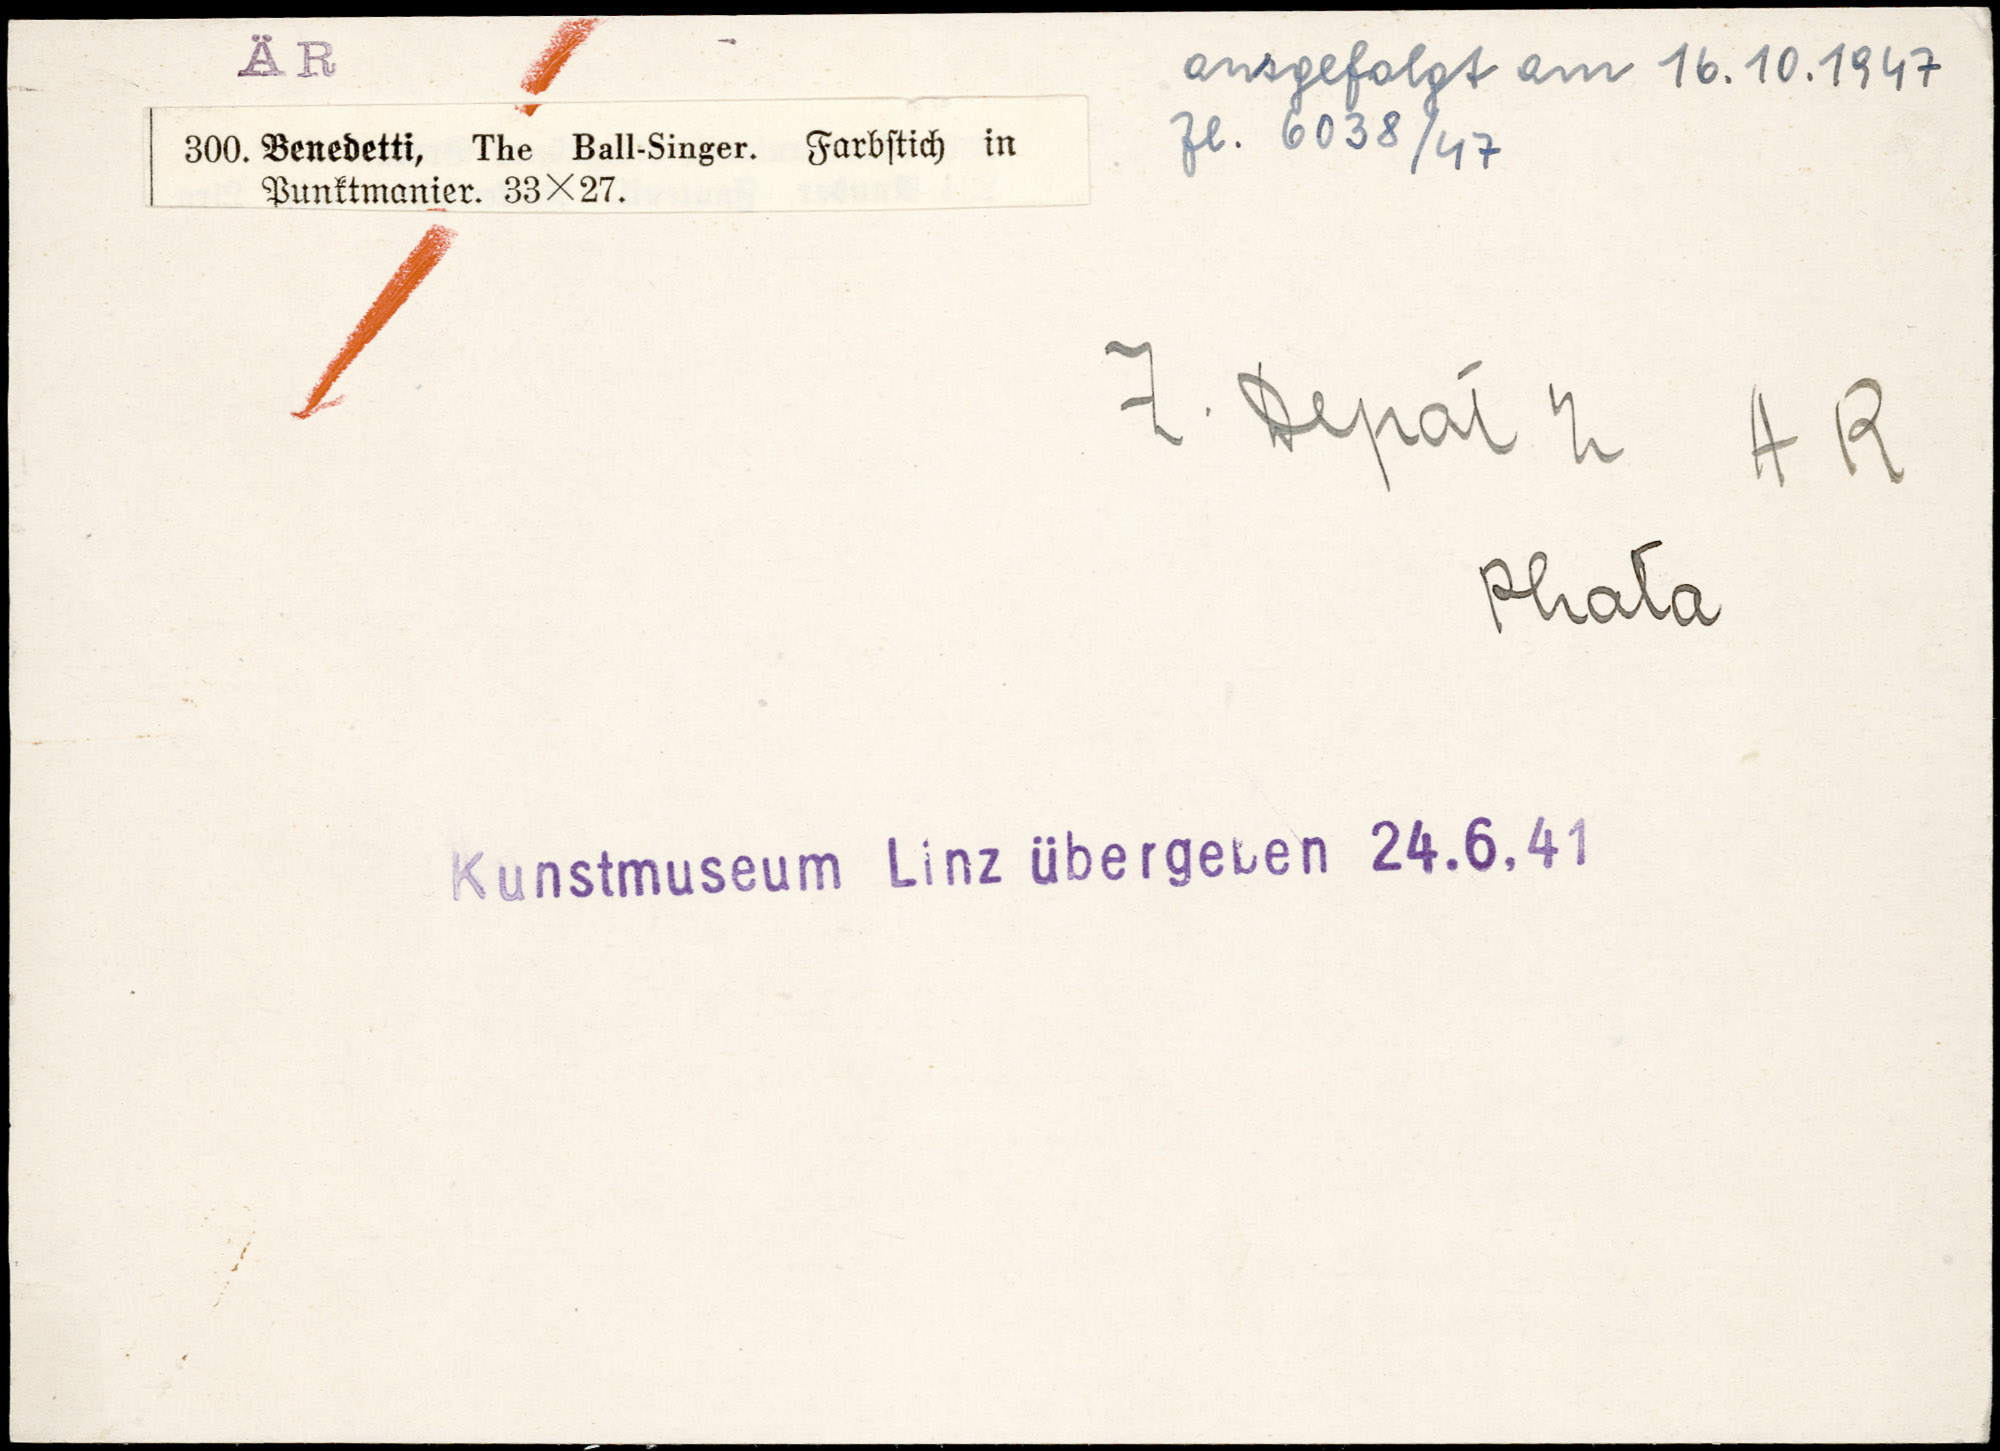 ÄR
ausgefolgt am 16.10.1947
Zl. 6038/47
300. Benedetti, The Ball-Singer. Farbstich in
Punktmanier. 33×27.
Z. Depot
A R
Photo
Kunstmuseum Linz übergeben 24.6.41